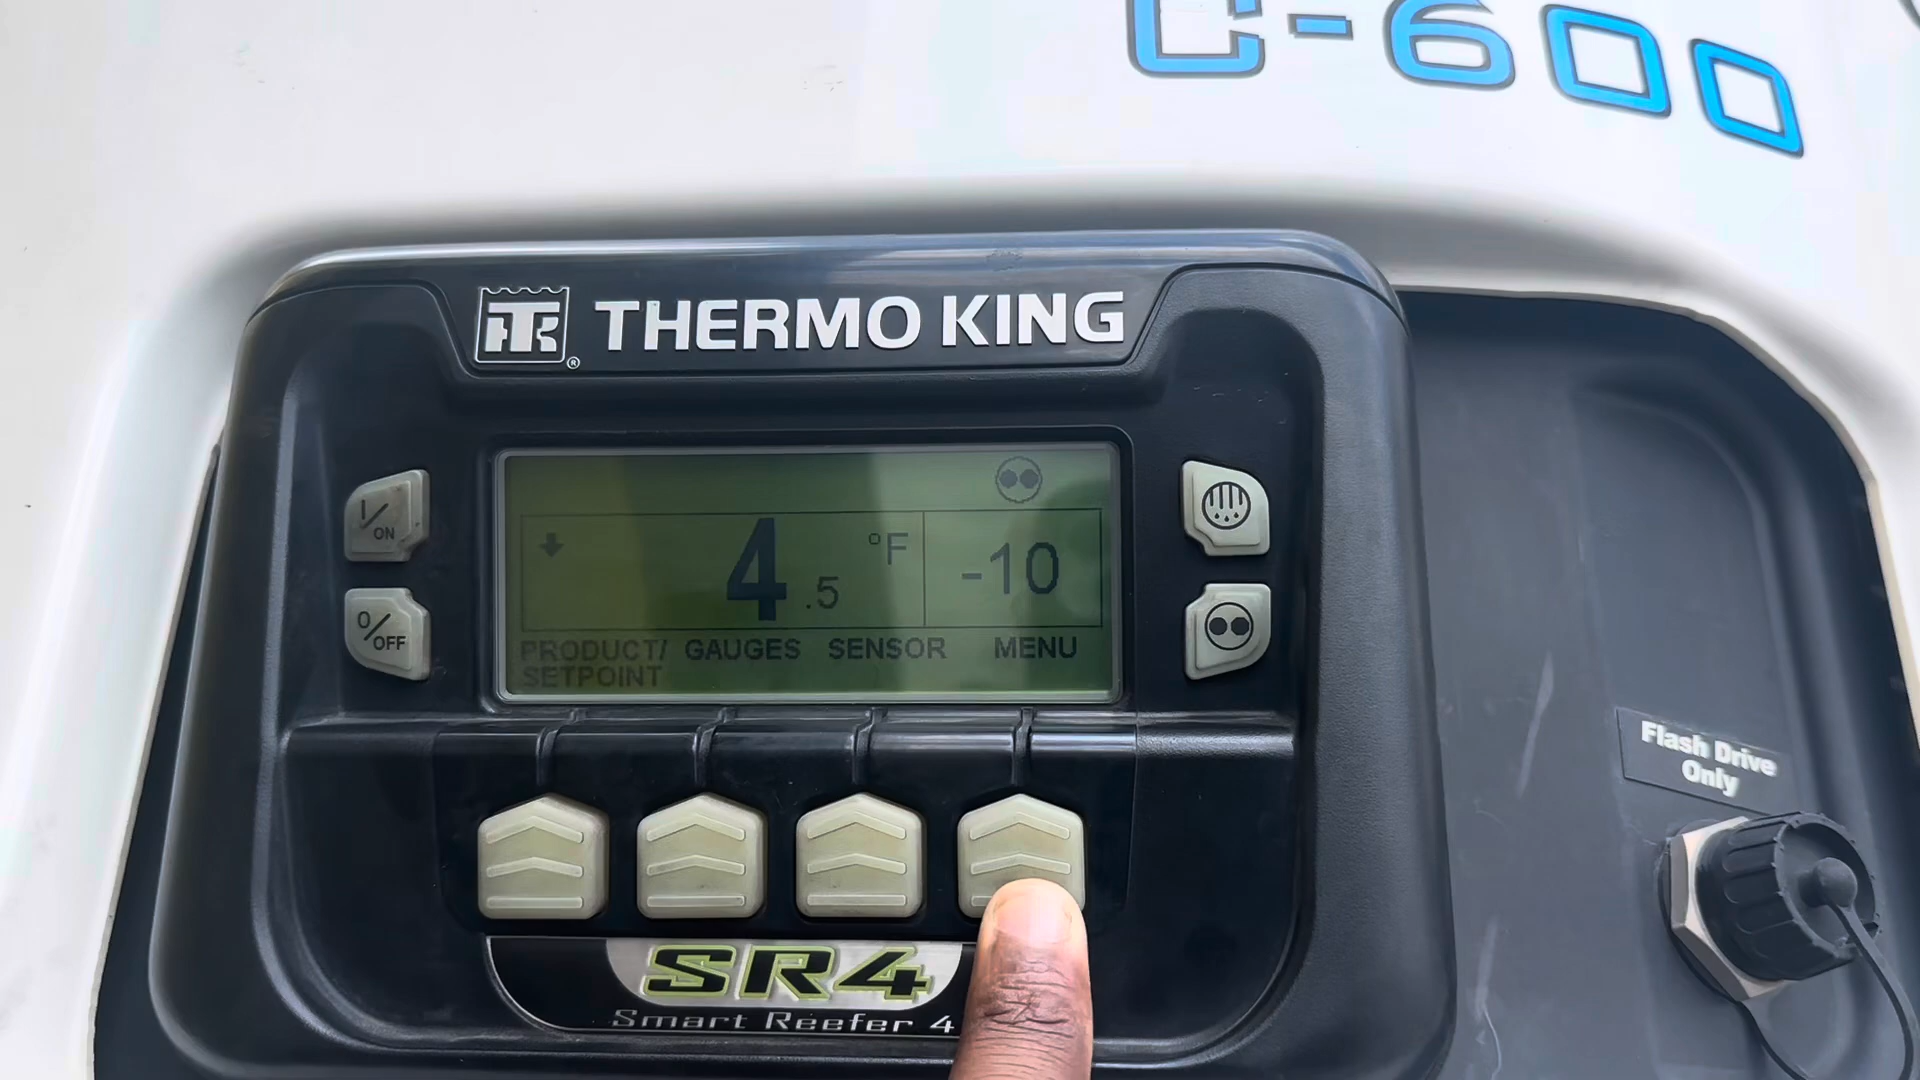 C-600
TK
®
THERMO KING
I/ON
O/OFF
4.5 °F
-10
PRODUCT/ GAUGES SENSOR MENU
SETPOINT
Flash Drive
Only
SR4
Smart Reefer 4